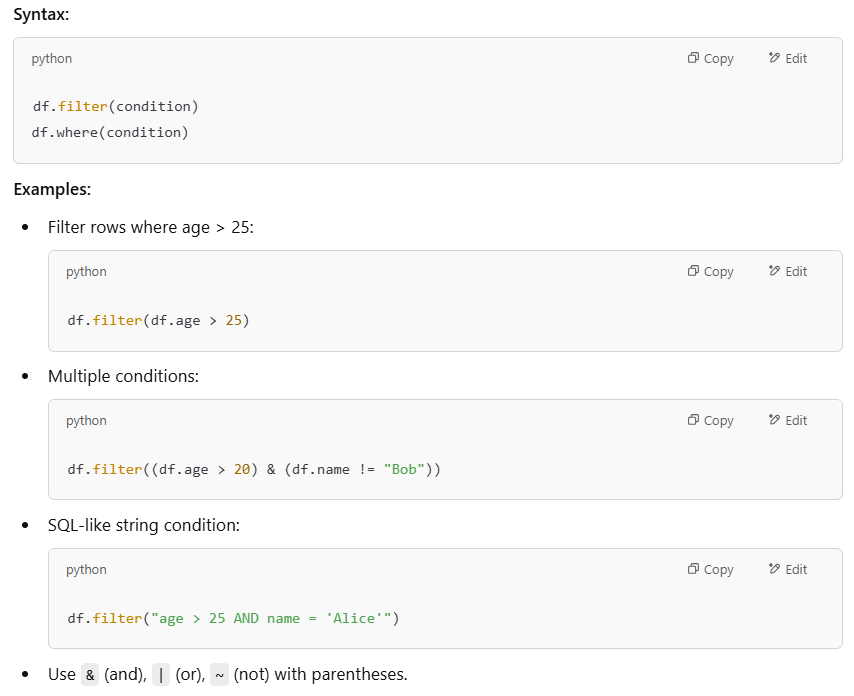 Syntax:
python Copy Edit
df.filter(condition)
df.where(condition)
Examples:
• Filter rows where age > 25:
python Copy Edit
df.filter(df.age > 25)
• Multiple conditions:
python Copy Edit
df.filter((df.age > 20) & (df.name != "Bob"))
• SQL-like string condition:
python Copy Edit
df.filter("age > 25 AND name = 'Alice'")
• Use & (and), | (or), ~ (not) with parentheses.